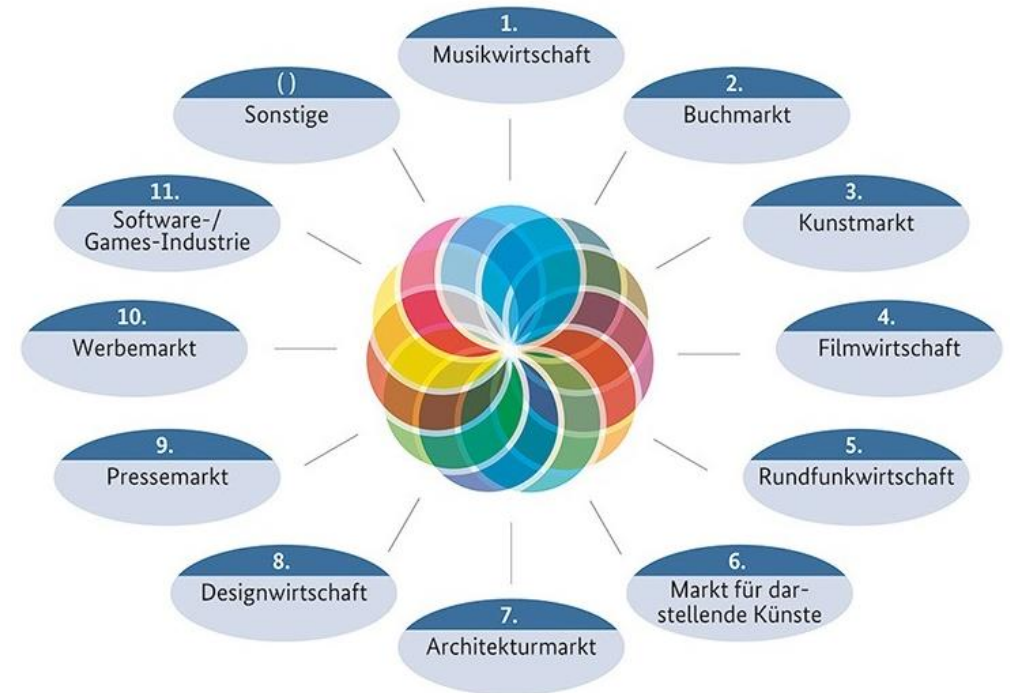 1.
Musikwirtschaft
2.
Buchmarkt
3.
Kunstmarkt
4.
Filmwirtschaft
5.
Rundfunkwirtschaft
6.
Markt für dar-
stellende Künste
7.
Architekturmarkt
8.
Designwirtschaft
9.
Pressemarkt
10.
Werbemarkt
11.
Software-/
Games-Industrie
( )
Sonstige